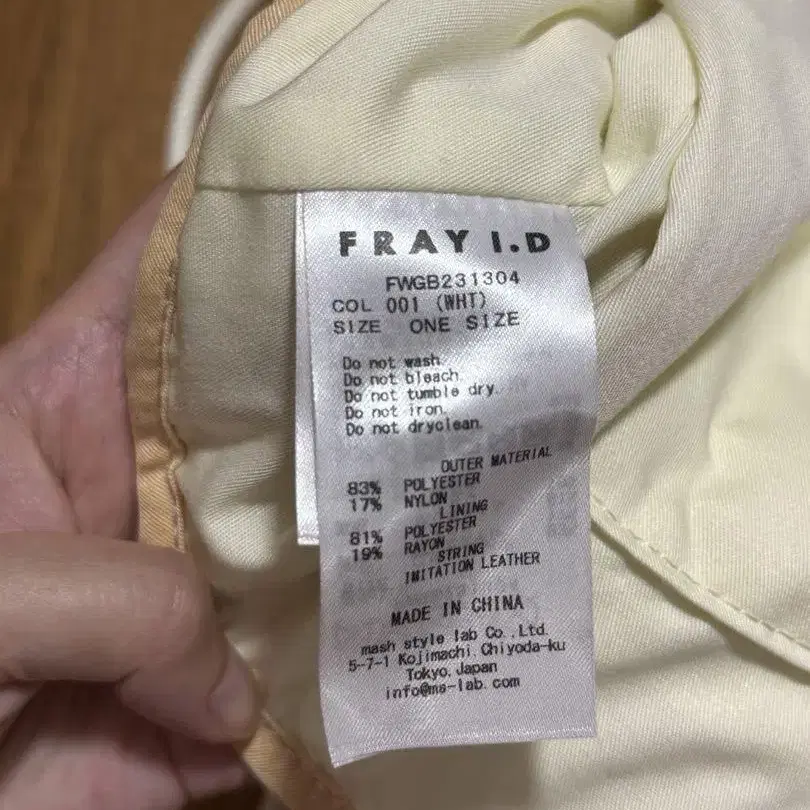 FRAY I.D
FWGB231304
COL 001 (WHT)
SIZE ONE SIZE
Do not wash.
Do not bleach.
Do not tumble dry.
Do not iron.
Do not dryclean.
OUTER MATERIAL
83% POLYESTER
17% NYLON
LINING
81% POLYESTER
19% RAYON
STRING
IMITATION LEATHER
MADE IN CHINA
mash style lab Co.,Ltd.
5-7-1 Kojimachi, Chiyoda-ku
Tokyo, Japan
info@ms-lab.com